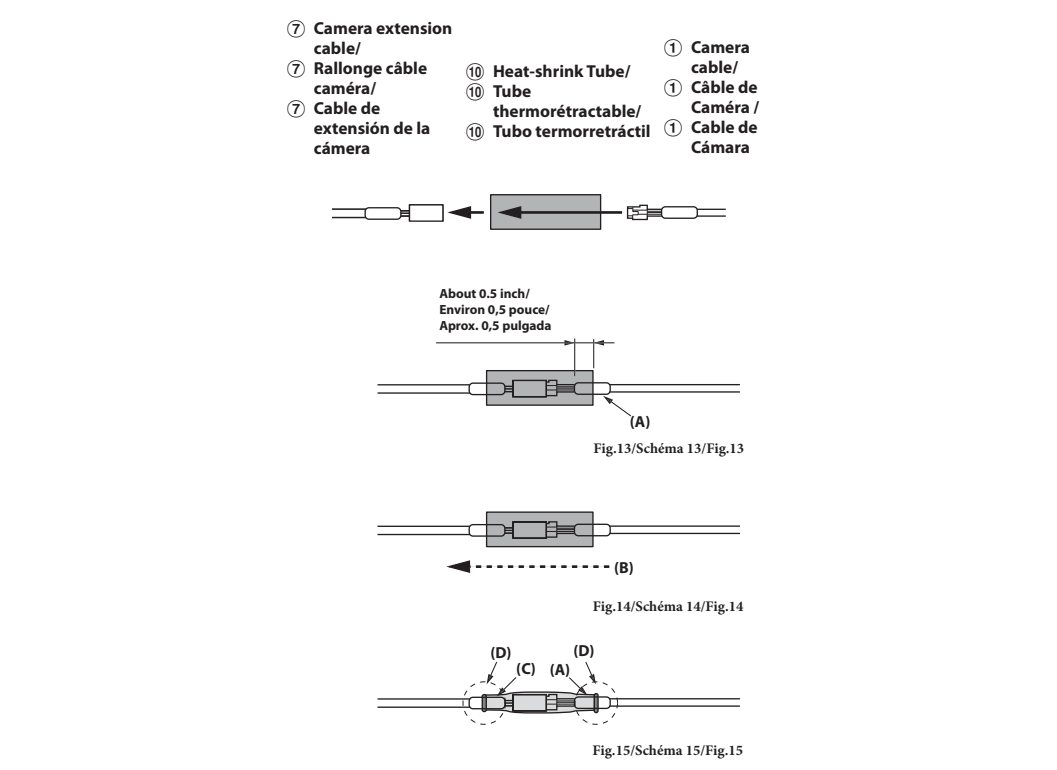 ⑦ Camera extension
cable/
⑦ Rallonge câble
caméra/
⑦ Cable de
extensión de la
cámera
⑩ Heat-shrink Tube/
⑩ Tube
thermorétractable/
⑩ Tubo termorretráctil
① Camera
cable/
① Câble de
Caméra /
① Cable de
Cámara
About 0.5 inch/
Environ 0,5 pouce/
Aprox. 0,5 pulgada
(A)
Fig.13/Schéma 13/Fig.13
(B)
Fig.14/Schéma 14/Fig.14
(D)
(C)
(A)
(D)
Fig.15/Schéma 15/Fig.15